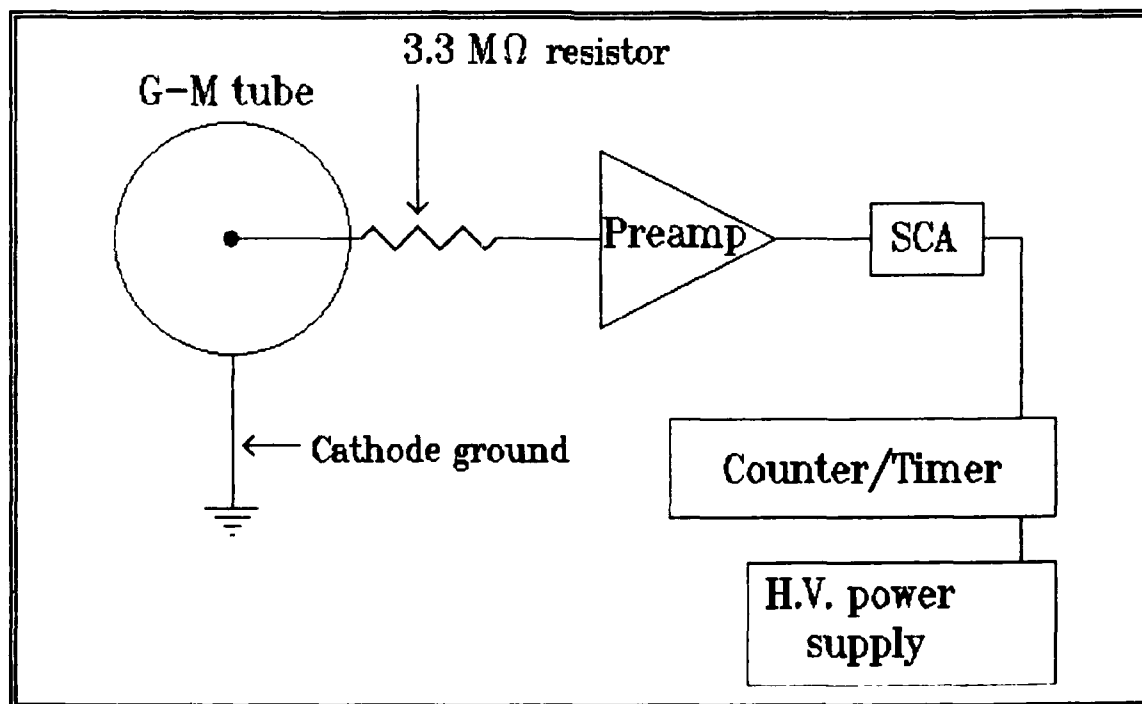 3.3 MΩ resistor
G-M tube
Preamp
SCA
Cathode ground
Counter/Timer
H.V. power
supply